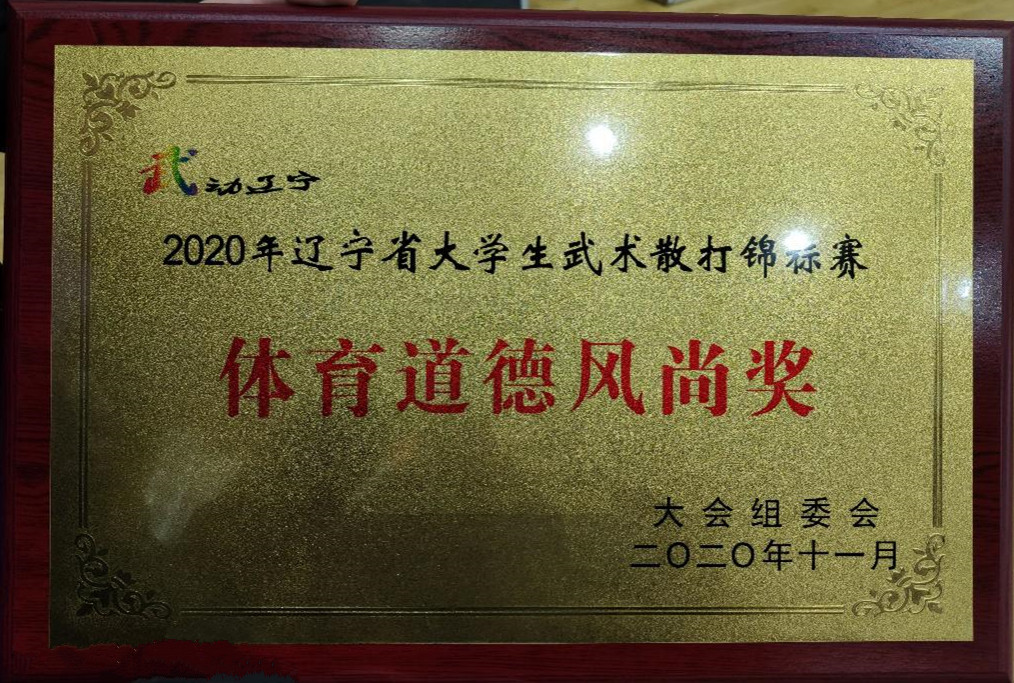 武动辽宁
2020年辽宁省大学生武术散打锦标赛
体育道德风尚奖
大会组委会
二〇二〇年十一月